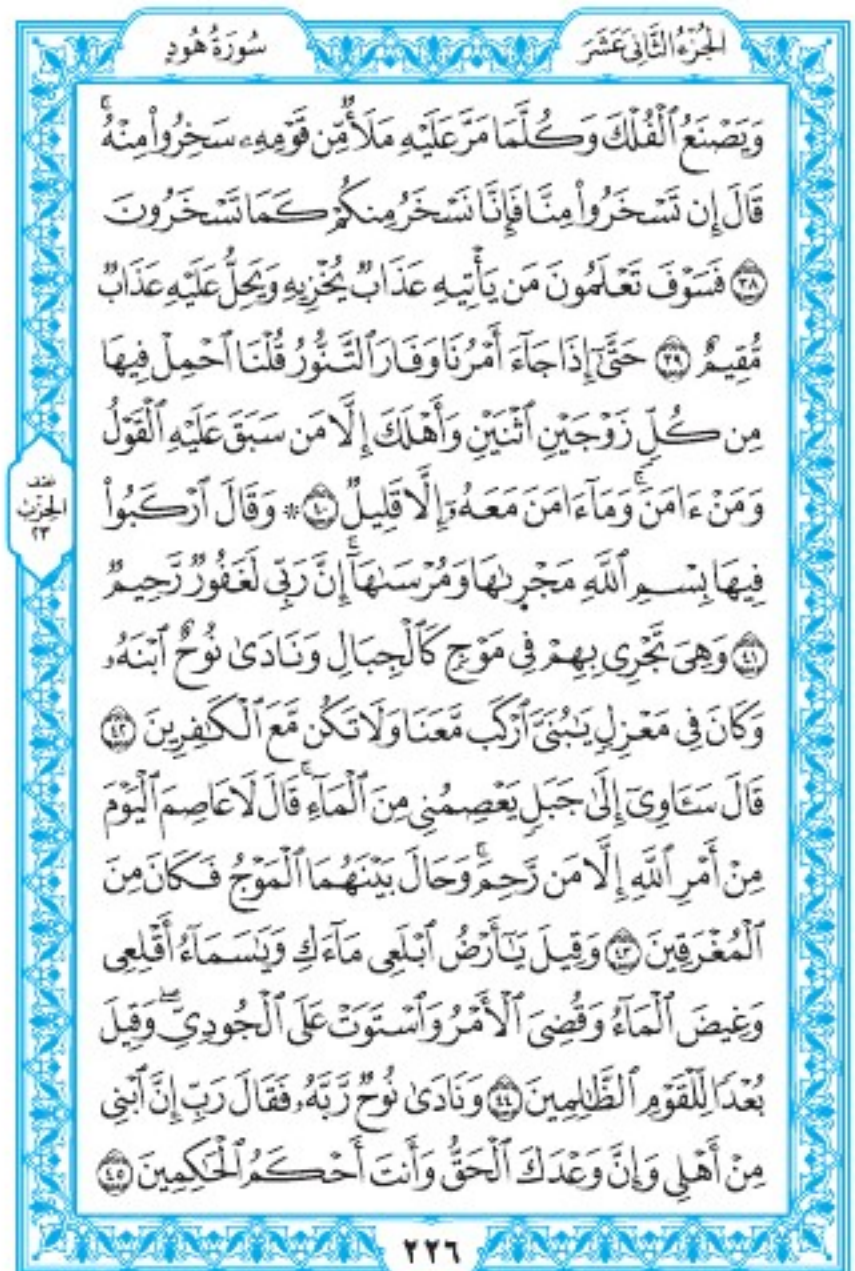 الجُزْءُ الثَّانِي عَشَرَ
سُورَةُ هُودٍ
وَيَصْنَعُ ٱلْفُلْكَ وَكُلَّمَا مَرَّ عَلَيْهِ مَلَأٌ مِّن قَوْمِهِۦ سَخِرُوا۟ مِنْهُ ۚ
قَالَ إِن تَسْخَرُوا۟ مِنَّا فَإِنَّا نَسْخَرُ مِنكُمْ كَمَا تَسْخَرُونَ
٣٨ فَسَوْفَ تَعْلَمُونَ مَن يَأْتِيهِ عَذَابٌ يُخْزِيهِ وَيَحِلُّ عَلَيْهِ عَذَابٌ
مُّقِيمٌ ٣٩ حَتَّىٰٓ إِذَا جَآءَ أَمْرُنَا وَفَارَ ٱلتَّنُّورُ قُلْنَا ٱحْمِلْ فِيهَا
مِن كُلٍّ زَوْجَيْنِ ٱثْنَيْنِ وَأَهْلَكَ إِلَّا مَن سَبَقَ عَلَيْهِ ٱلْقَوْلُ
وَمَنْ ءَامَنَ ۚ وَمَآ ءَامَنَ مَعَهُۥٓ إِلَّا قَلِيلٌ ٤٠ ۞ وَقَالَ ٱرْكَبُوا۟
فِيهَا بِسْمِ ٱللَّهِ مَجْر۪ىٰهَا وَمُرْسَىٰهَآ ۚ إِنَّ رَبِّى لَغَفُورٌ رَّحِيمٌ
٤١ وَهِىَ تَجْرِى بِهِمْ فِى مَوْجٍ كَٱلْجِبَالِ وَنَادَىٰ نُوحٌ ٱبْنَهُۥ
وَكَانَ فِى مَعْزِلٍ يَٰبُنَىَّ ٱرْكَب مَّعَنَا وَلَا تَكُن مَّعَ ٱلْكَٰفِرِينَ ٤٢
قَالَ سَـَٔاوِىٓ إِلَىٰ جَبَلٍ يَعْصِمُنِى مِنَ ٱلْمَآءِ ۚ قَالَ لَا عَاصِمَ ٱلْيَوْمَ
مِنْ أَمْرِ ٱللَّهِ إِلَّا مَن رَّحِمَ ۚ وَحَالَ بَيْنَهُمَا ٱلْمَوْجُ فَكَانَ مِنَ
ٱلْمُغْرَقِينَ ٤٣ وَقِيلَ يَٰٓأَرْضُ ٱبْلَعِى مَآءَكِ وَيَٰسَمَآءُ أَقْلِعِى
وَغِيضَ ٱلْمَآءُ وَقُضِىَ ٱلْأَمْرُ وَٱسْتَوَتْ عَلَى ٱلْجُودِىِّ ۖ وَقِيلَ
بُعْدًا لِّلْقَوْمِ ٱلظَّٰلِمِينَ ٤٤ وَنَادَىٰ نُوحٌ رَّبَّهُۥ فَقَالَ رَبِّ إِنَّ ٱبْنِى
مِنْ أَهْلِى وَإِنَّ وَعْدَكَ ٱلْحَقُّ وَأَنتَ أَحْكَمُ ٱلْحَٰكِمِينَ ٤٥
نصف
الحِزب
٢٣
٢٢٦